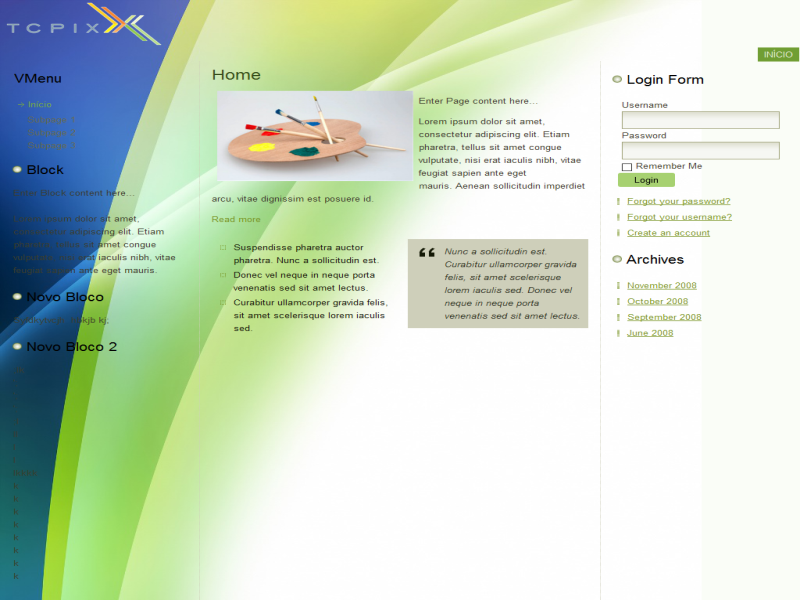 TCPIX
INÍCIO
VMenu
Início
Subpage 1
Subpage 2
Subpage 3
Block
Enter Block content here...
Lorem ipsum dolor sit amet,
consectetur adipiscing elit. Etiam
pharetra, tellus sit amet congue
vulputate, nisi erat iaculis nibh, vitae
feugiat sapien ante eget mauris.
Novo Bloco
kj;
Novo Bloco 2
k
k
k
k
k
k
k
k
Home
Enter Page content here...
Lorem ipsum dolor sit amet,
consectetur adipiscing elit. Etiam
pharetra, tellus sit amet congue
vulputate, nisi erat iaculis nibh, vitae
feugiat sapien ante eget
mauris. Aenean sollicitudin imperdiet
arcu, vitae dignissim est posuere id.
Read more
Suspendisse pharetra auctor
pharetra. Nunc a sollicitudin est.
Donec vel neque in neque porta
venenatis sed sit amet lectus.
Curabitur ullamcorper gravida felis,
sit amet scelerisque lorem iaculis
sed.
Nunc a sollicitudin est.
Curabitur ullamcorper gravida
felis, sit amet scelerisque
lorem iaculis sed. Donec vel
neque in neque porta
venenatis sed sit amet lectus.
Login Form
Username
Password
Remember Me
Login
Forgot your password?
Forgot your username?
Create an account
Archives
November 2008
October 2008
September 2008
June 2008